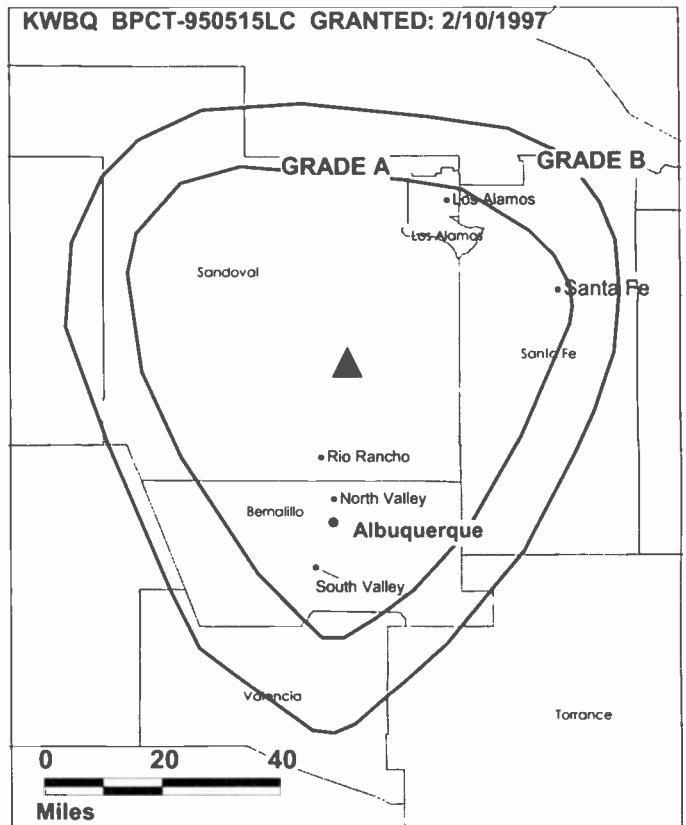 KWBQ BPCT-950515LC GRANTED: 2/10/1997
GRADE A
GRADE B
Los Alamos
Los Alamos
Sandoval
Santa Fe
Santa Fe
Rio Rancho
North Valley
Bernalillo
Albuquerque
South Valley
Valencia
Torrance
0 20 40
Miles